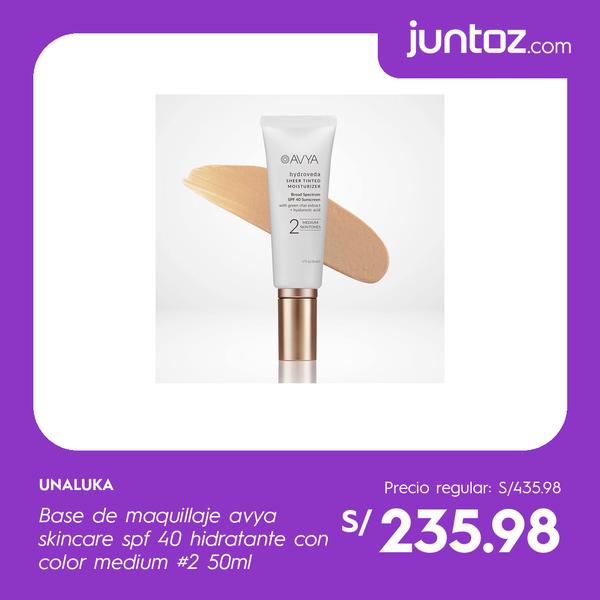 juntoz.com
AVYA
hydroveda
SHEER TINTED
MOISTURIZER
Broad Spectrum
SPF 40 Sunscreen
with green chai extract
+ hyaluronic acid
2 MEDIUM
SKINTONES
UNALUKA
Base de maquillaje avya
skincare spf 40 hidratante con
color medium #2 50ml
Precio regular: S/435.98
S/ 235.98